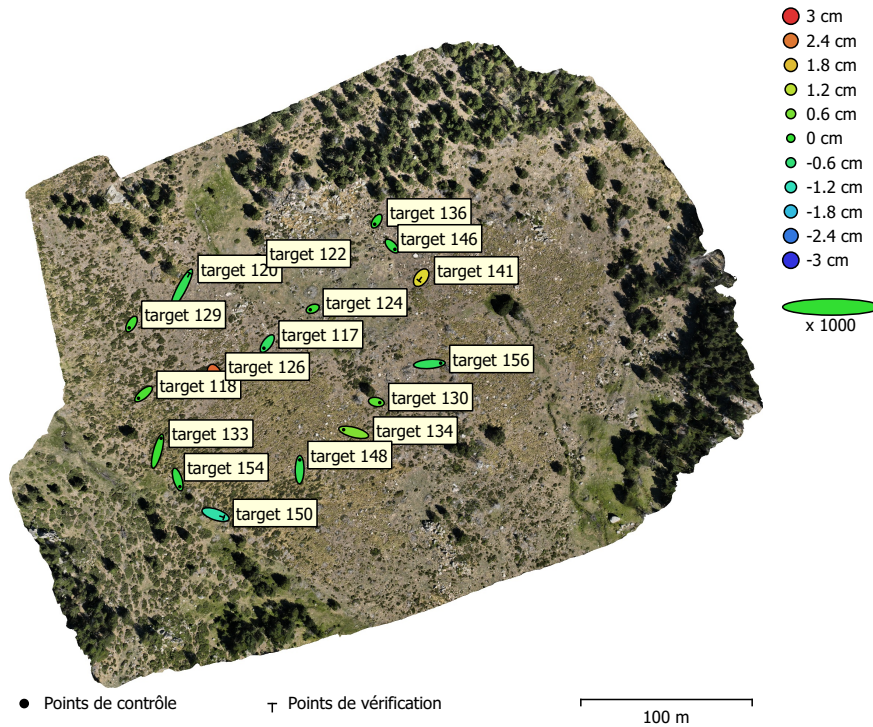 3 cm
2.4 cm
1.8 cm
1.2 cm
0.6 cm
0 cm
-0.6 cm
-1.2 cm
-1.8 cm
-2.4 cm
-3 cm
x 1000
target 136
target 146
target 122
target 120
target 141
target 124
target 129
target 117
target 156
target 126
target 118
target 130
target 134
target 133
target 148
target 154
target 150
Points de contrôle
Points de vérification
100 m